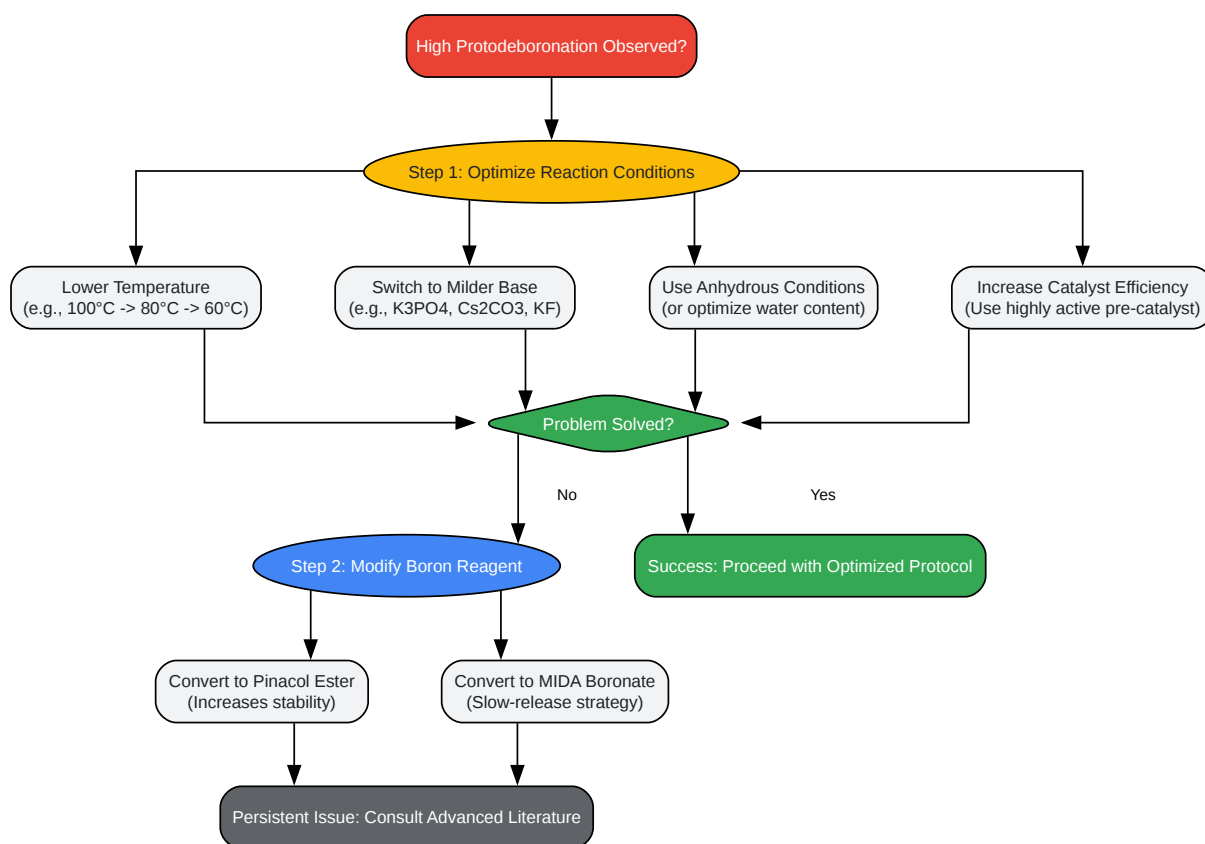 High Protodeboronation Observed?
Step 1: Optimize Reaction Conditions
Lower Temperature
(e.g., 100°C -> 80°C -> 60°C)
Switch to Milder Base
(e.g., K3PO4, Cs2CO3, KF)
Use Anhydrous Conditions
(or optimize water content)
Increase Catalyst Efficiency
(Use highly active pre-catalyst)
Problem Solved?
No
Yes
Step 2: Modify Boron Reagent
Success: Proceed with Optimized Protocol
Convert to Pinacol Ester
(Increases stability)
Convert to MIDA Boronate
(Slow-release strategy)
Persistent Issue: Consult Advanced Literature